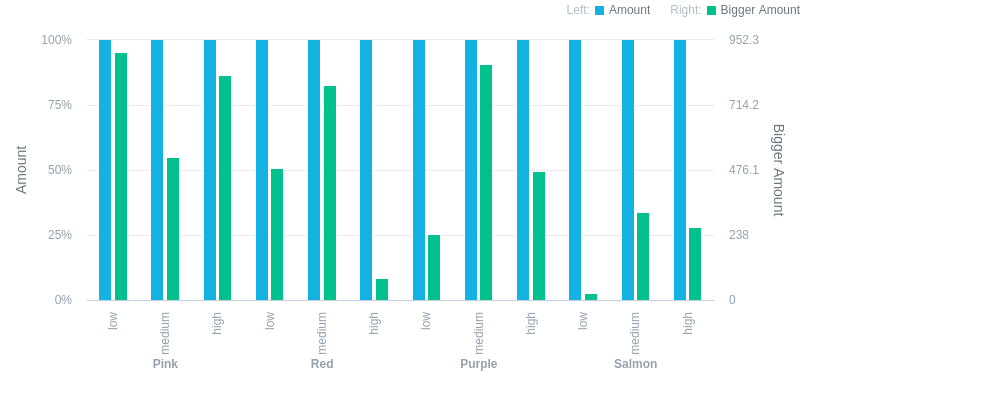 Left: Amount Right: Bigger Amount
100% 952.3
75% 714.2
50% 476.1
25% 238
0% 0
Amount
Bigger Amount
low medium high low medium high low medium high low medium high
Pink Red Purple Salmon